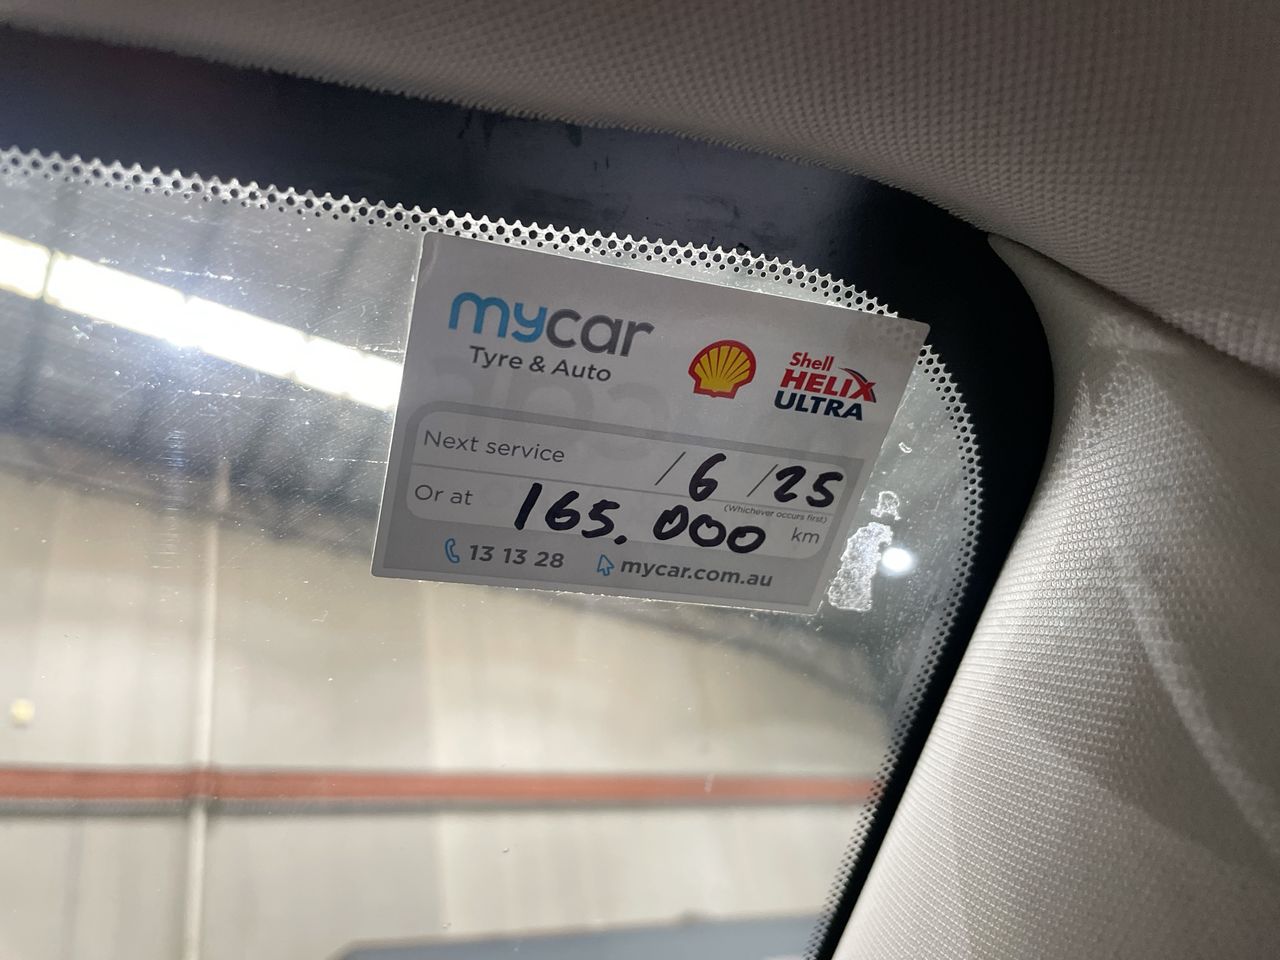 mycar
Tyre & Auto
Shell
HELIX
ULTRA
Next service / 6 / 25
(Whichever occurs first)
Or at 165.000 km
13 13 28 mycar.com.au